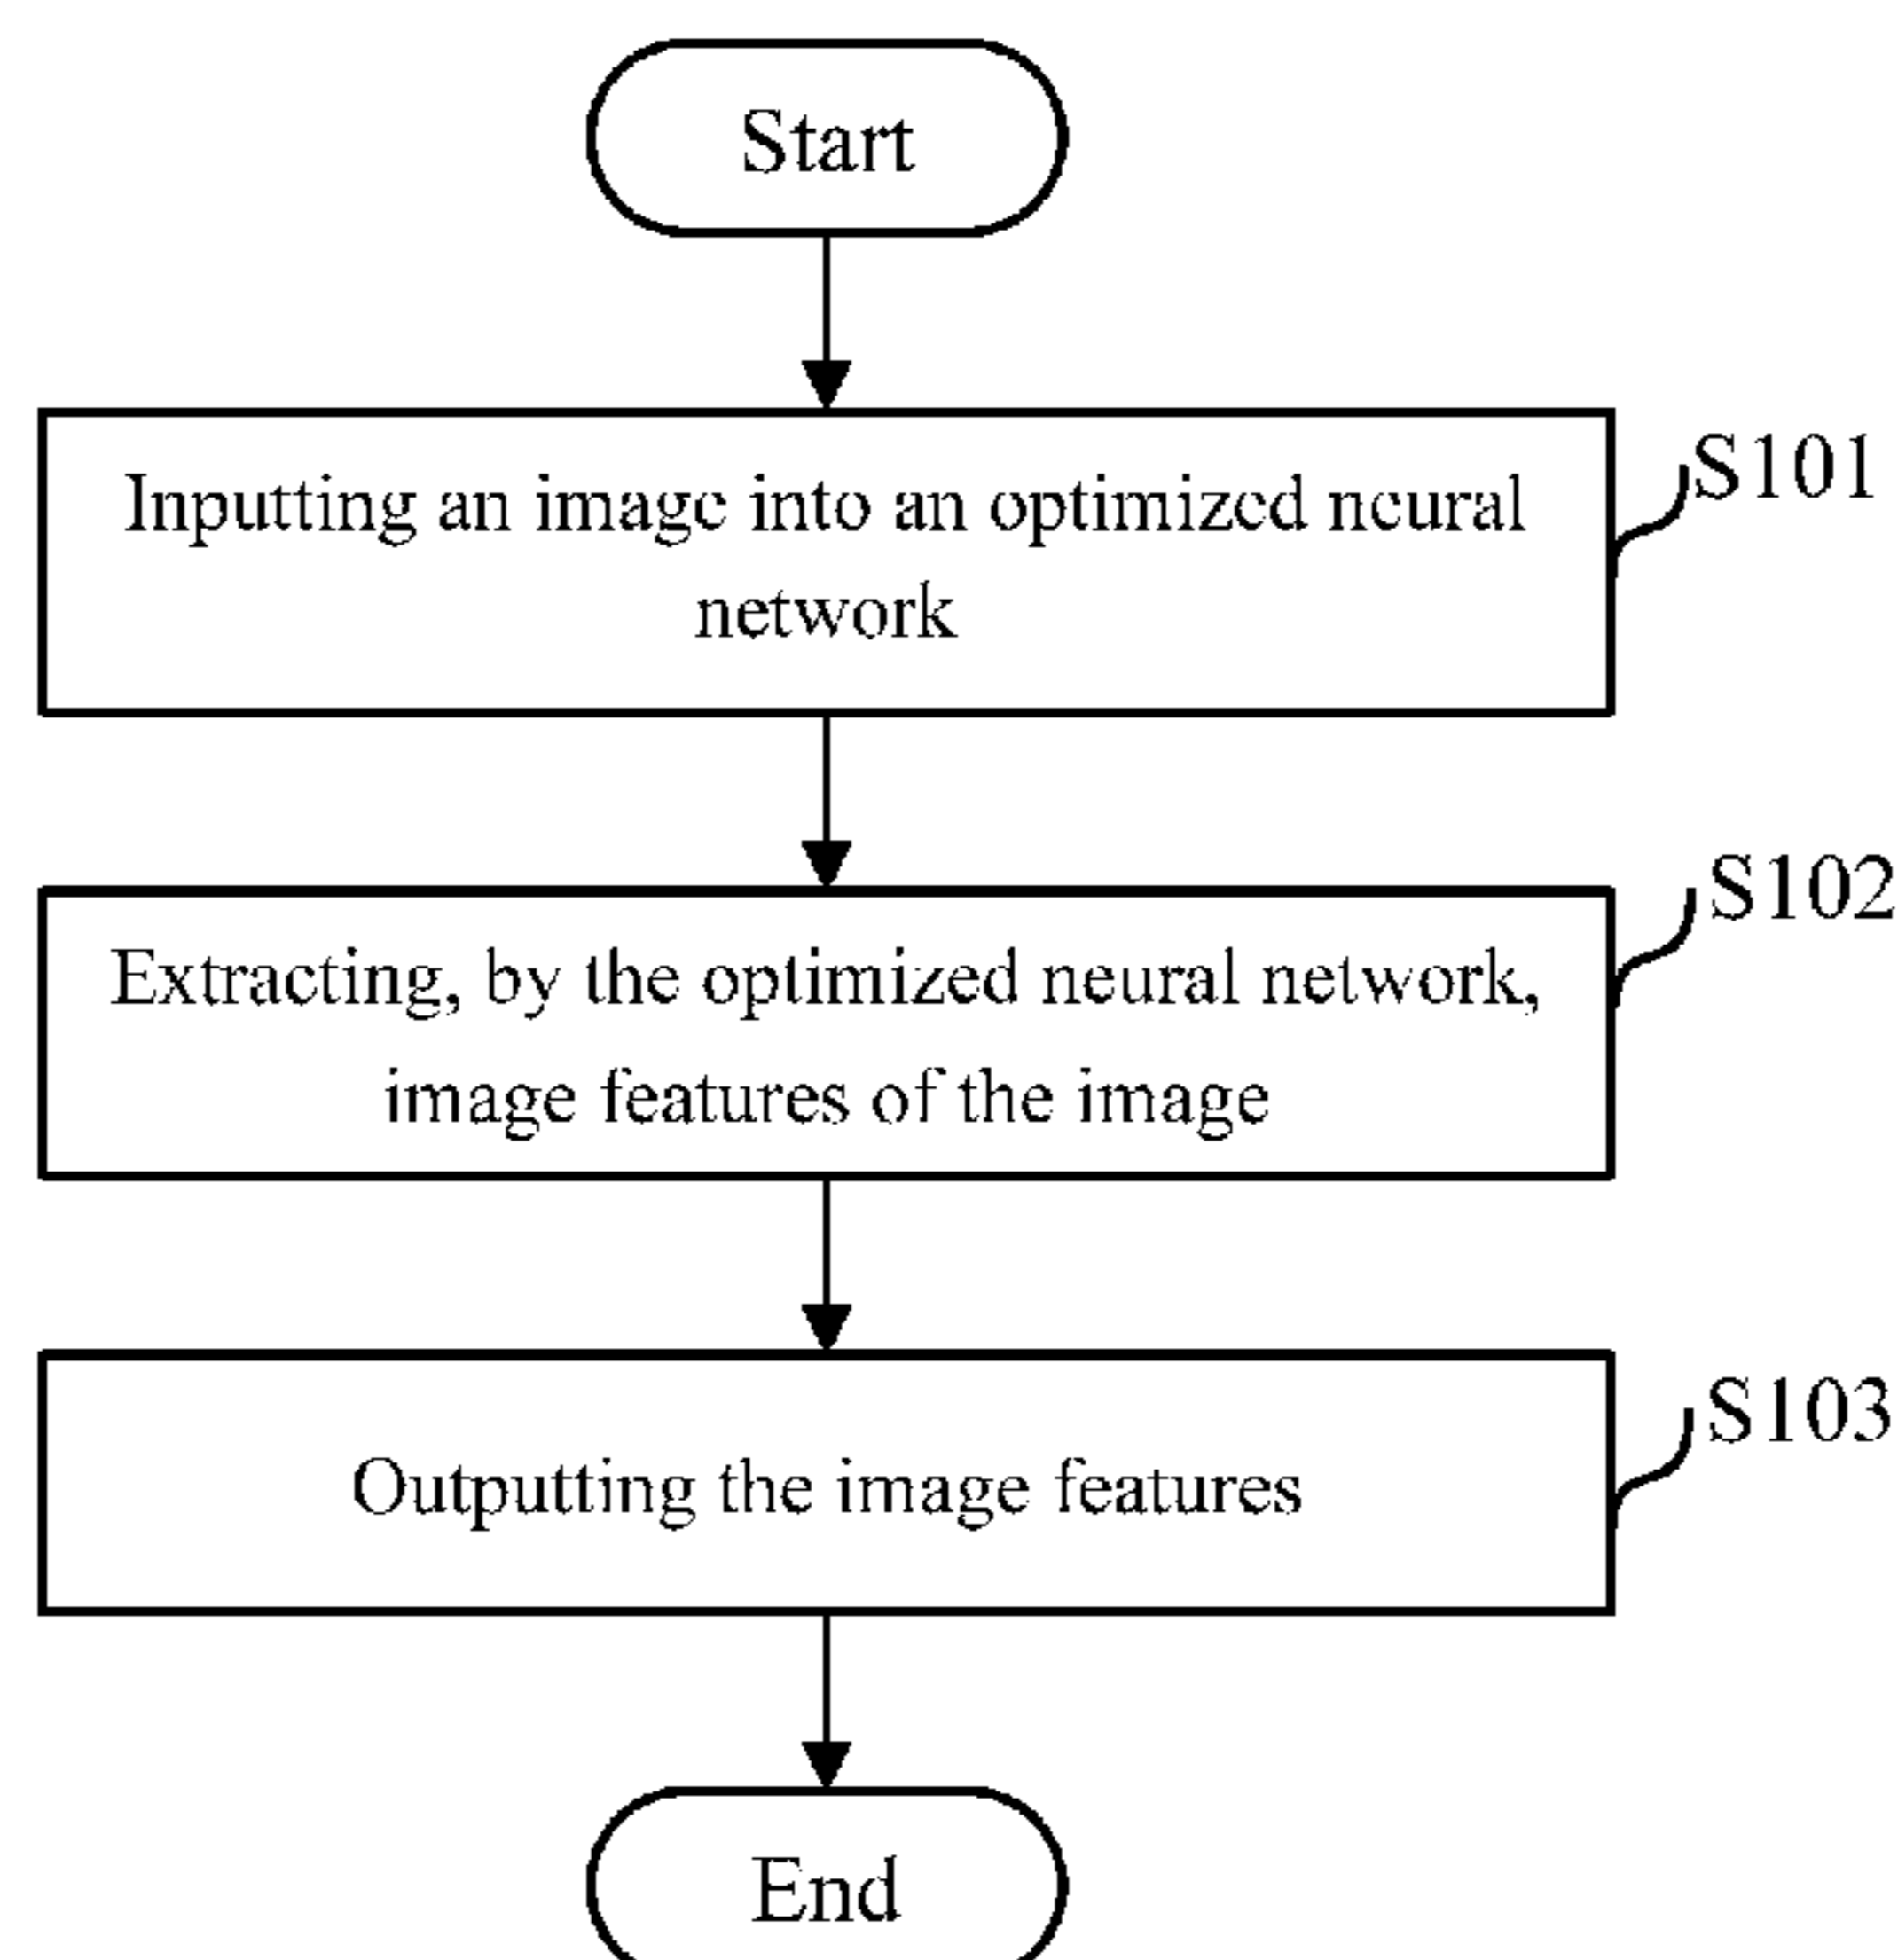 Start
Inputting an image into an optimized neural
network
S101
Extracting, by the optimized neural network,
image features of the image
S102
Outputting the image features
S103
End